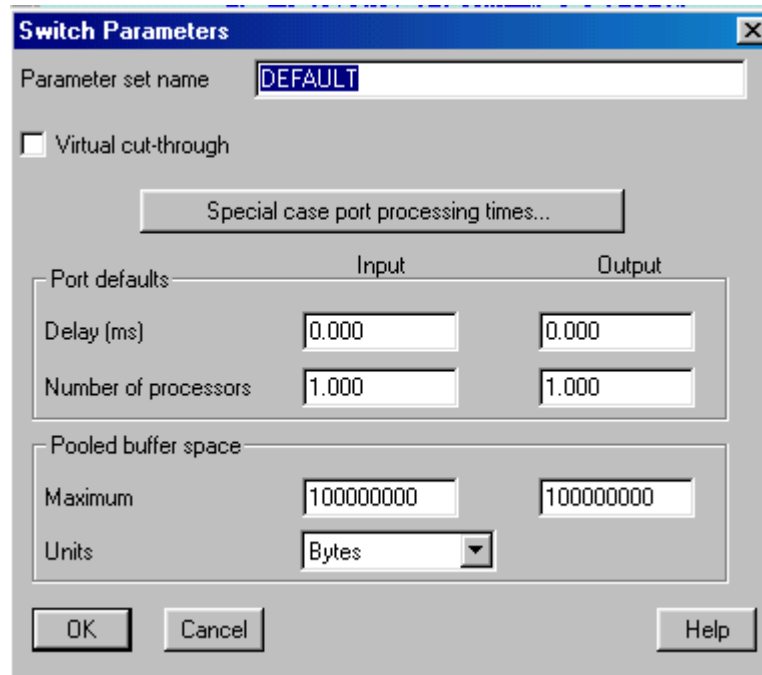 Switch Parameters
Parameter set name DEFAULT
Virtual cut-through
Special case port processing times...
Input Output
Port defaults
Delay (ms) 0.000 0.000
Number of processors 1.000 1.000
Pooled buffer space
Maximum 100000000 100000000
Units Bytes
OK Cancel Help